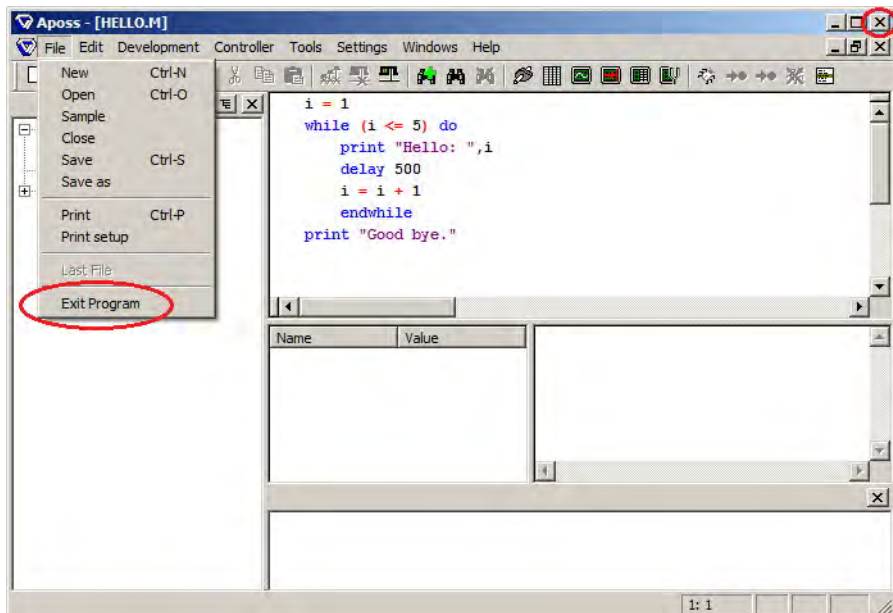 Aposs - [HELLO.M]
File Edit Development Controller Tools Settings Windows Help
New Ctrl-N
Open Ctrl-O
Sample
Close
Save Ctrl-S
Save as
Print Ctrl-P
Print setup
Last File
Exit Program
i = 1
while (i <= 5) do
print "Hello: ",i
delay 500
i = i + 1
endwhile
print "Good bye."
Name Value
1: 1